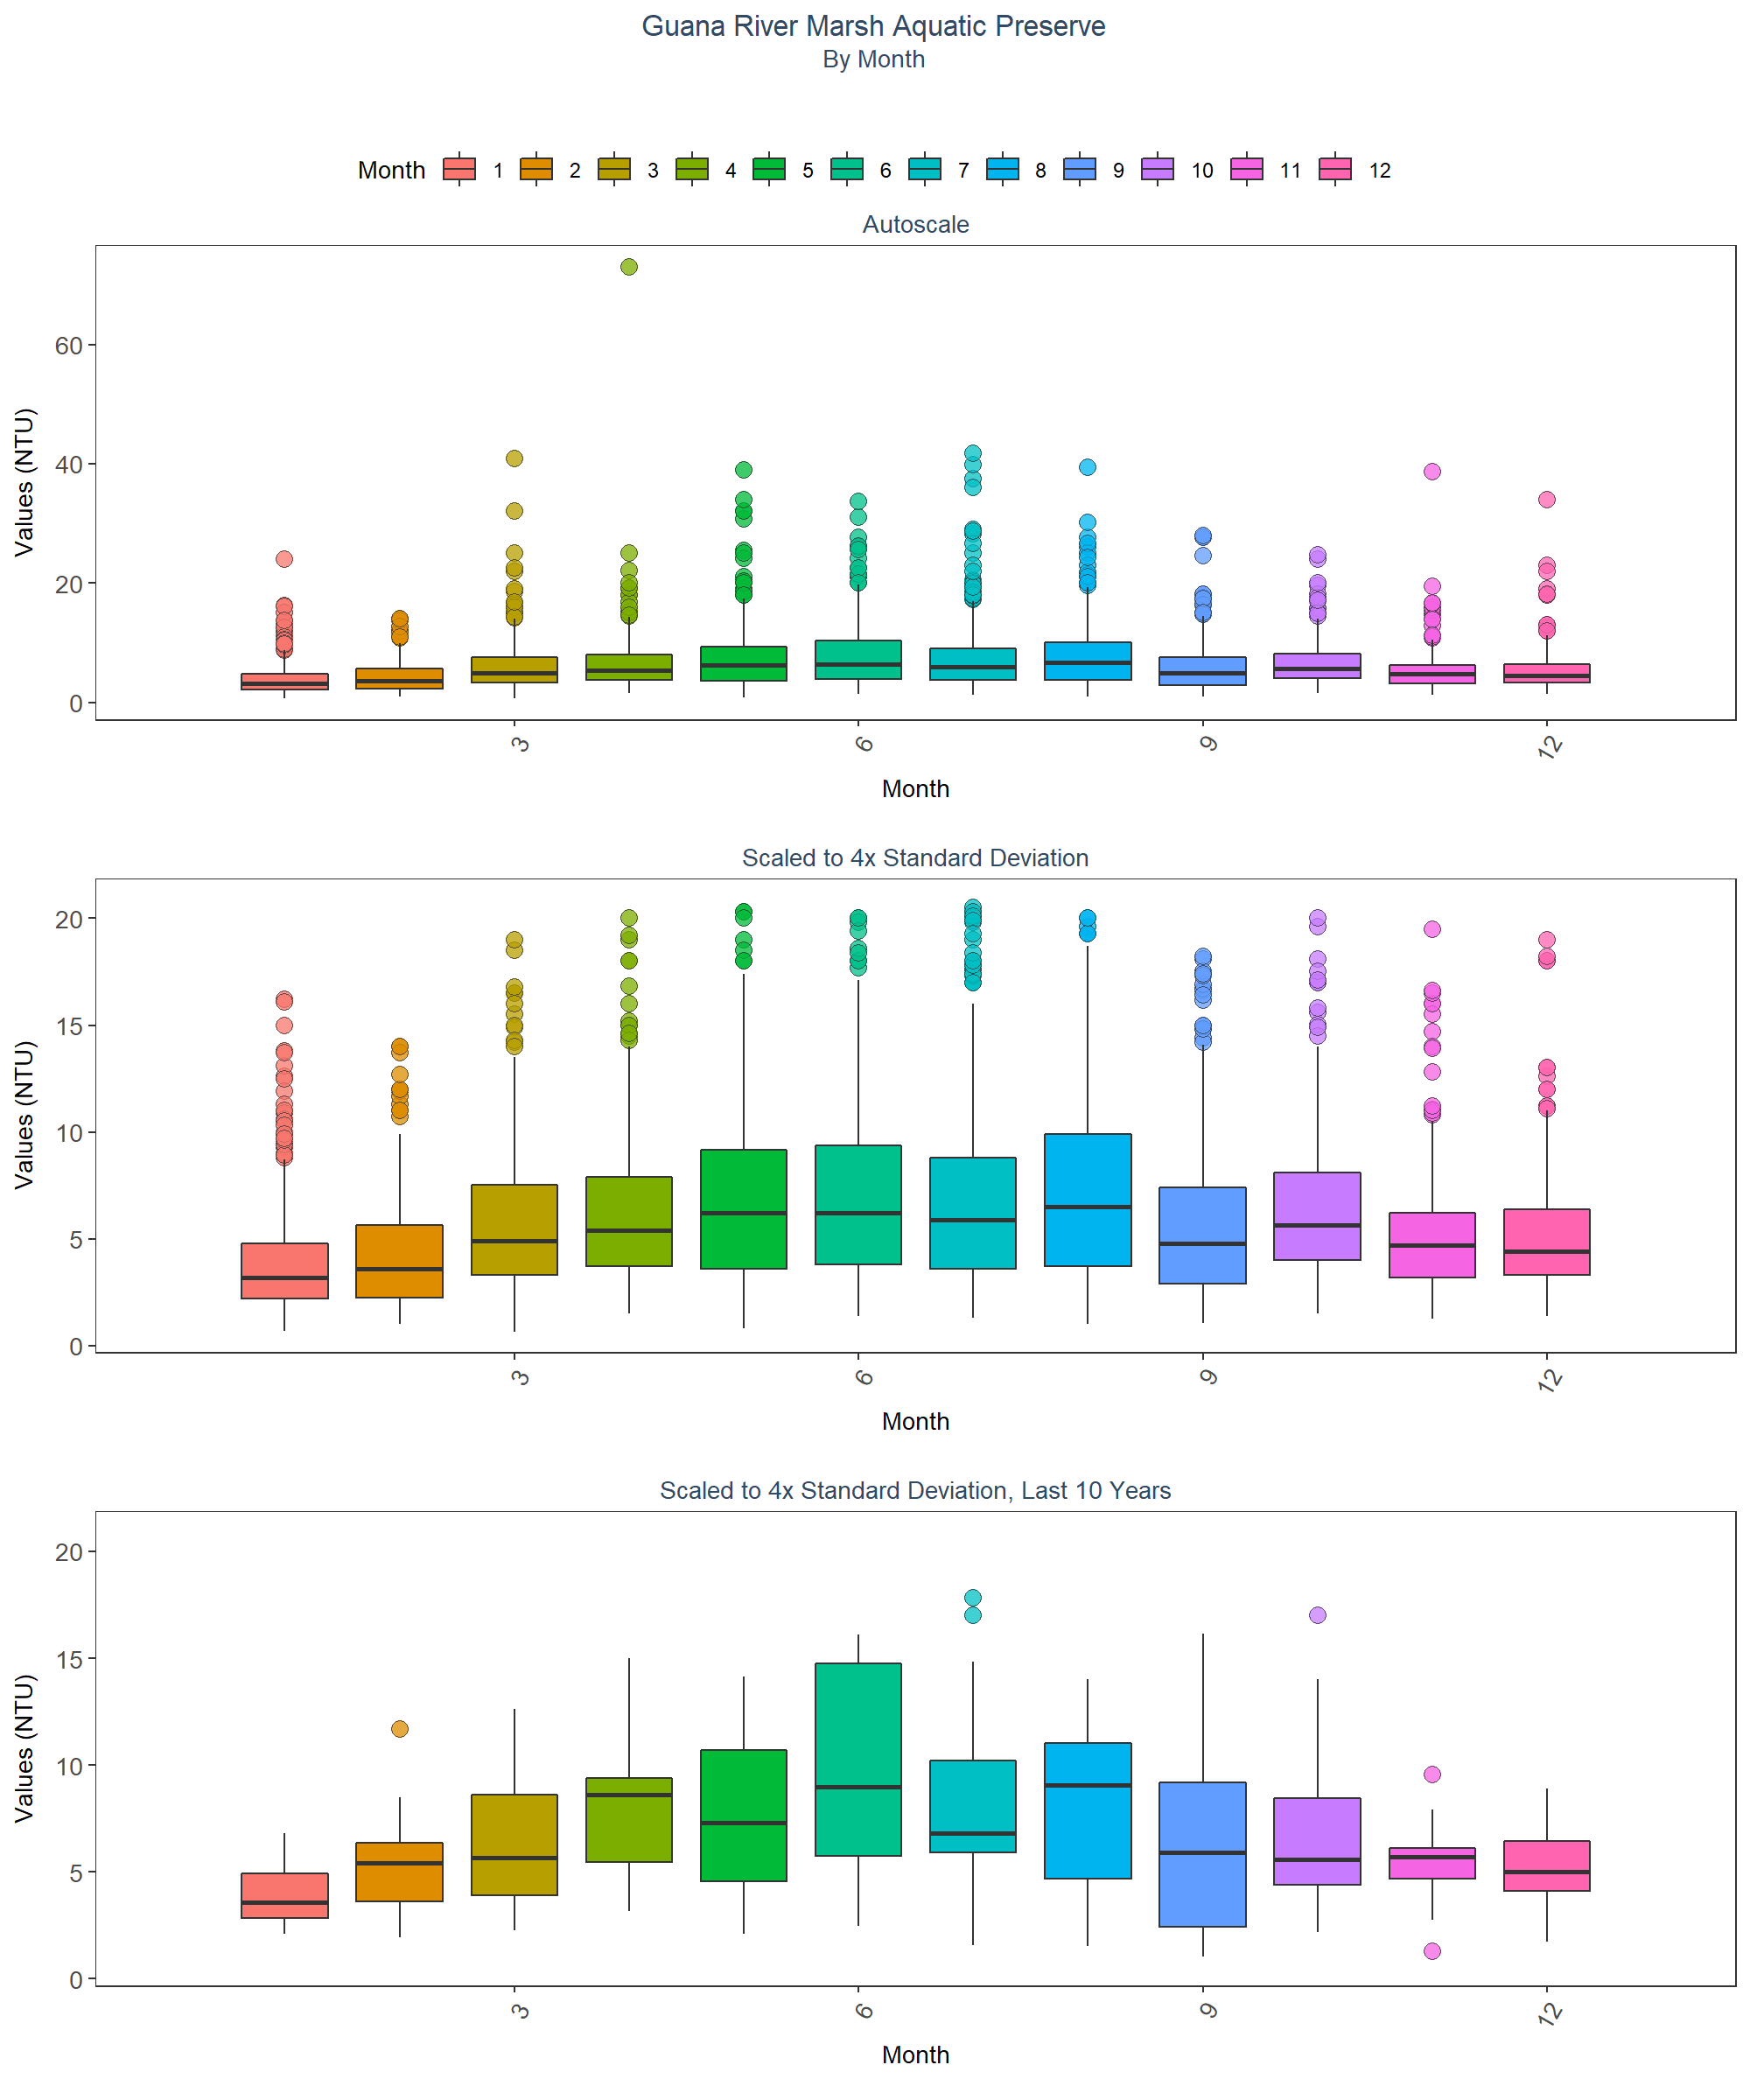 Guana River Marsh Aquatic Preserve
By Month
Month 1 2 3 4 5 6 7 8 9 10 11 12
Autoscale
Values (NTU)
60
40
20
0
3 6 9 12
Month
Scaled to 4x Standard Deviation
Values (NTU)
20
15
10
5
0
3 6 9 12
Month
Scaled to 4x Standard Deviation, Last 10 Years
Values (NTU)
20
15
10
5
0
3 6 9 12
Month